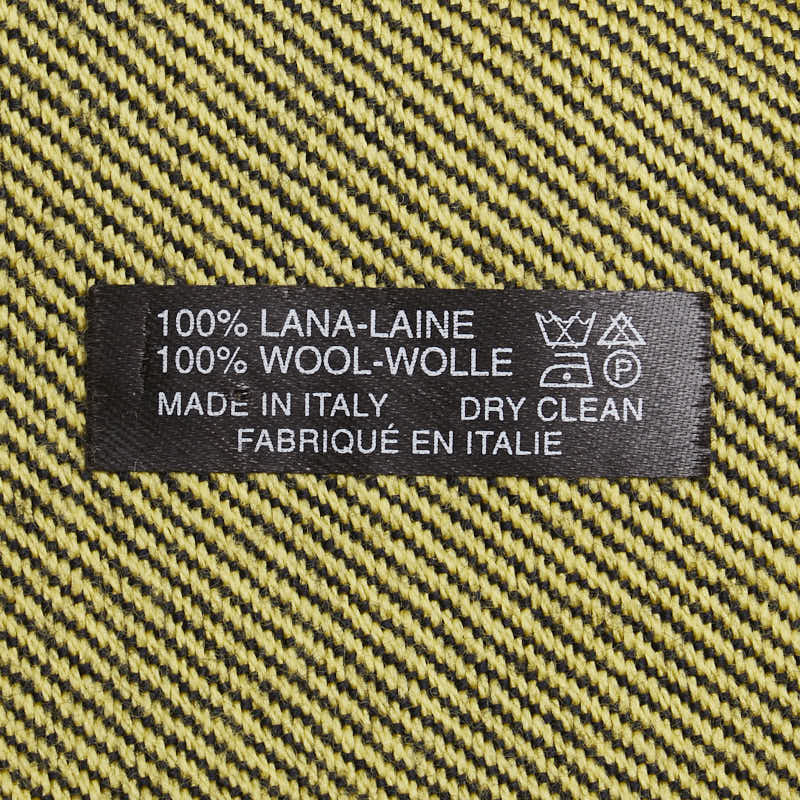 100% LANA-LAINE
100% WOOL-WOLLE
P
MADE IN ITALY DRY CLEAN
FABRIQUÉ EN ITALIE